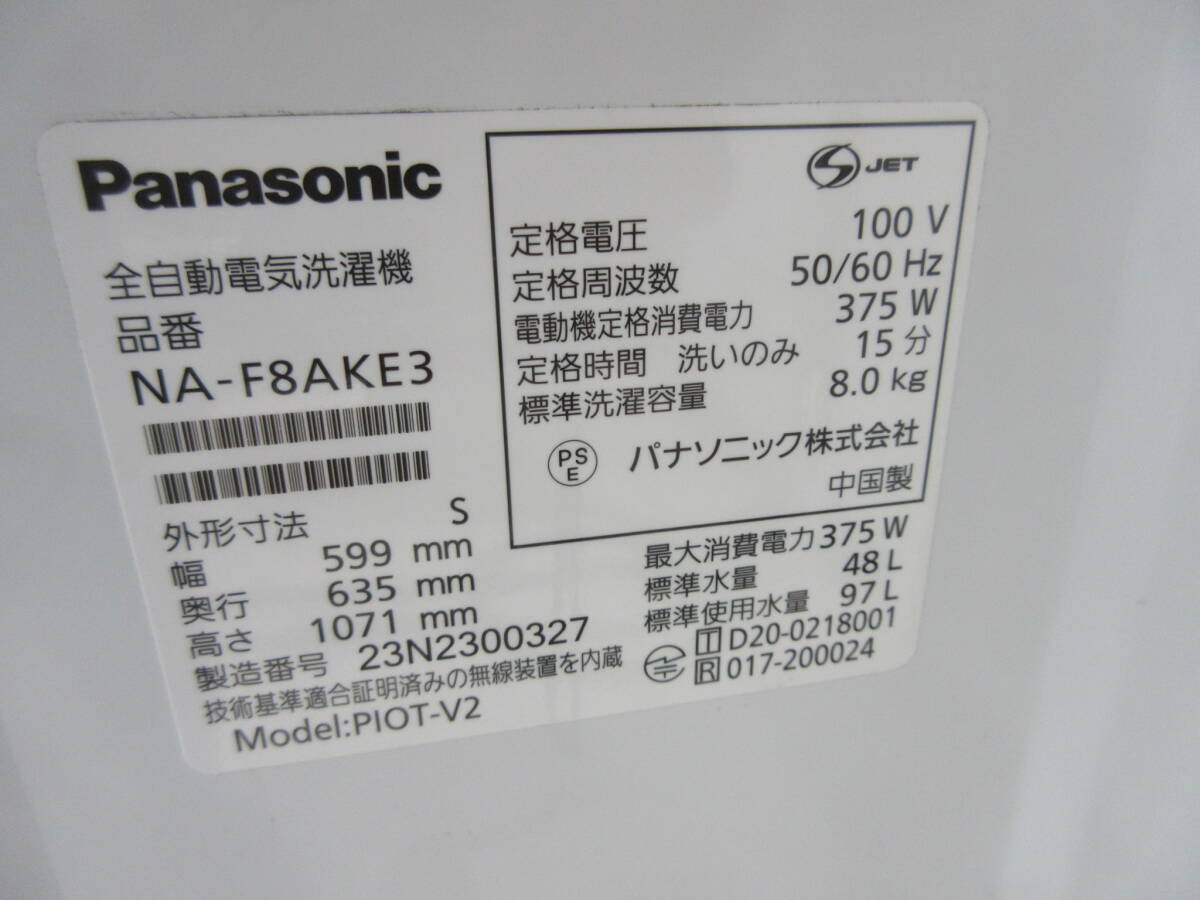 Panasonic
全自動電気洗濯機
品番
NA-F8AKE3
外形寸法 S
幅 599 mm
奥行 635 mm
高さ 1071 mm
製造番号 23N2300327
技術基準適合証明済みの無線装置を内蔵
Model:PIOT-V2
S JET
定格電圧 100 V
定格周波数 50/60 Hz
電動機定格消費電力 375 W
定格時間 洗いのみ 15 分
標準洗濯容量 8.0 kg
PS E パナソニック株式会社
中国製
最大消費電力 375 W
標準水量 48 L
標準使用水量 97 L
T D20-0218001
R 017-200024